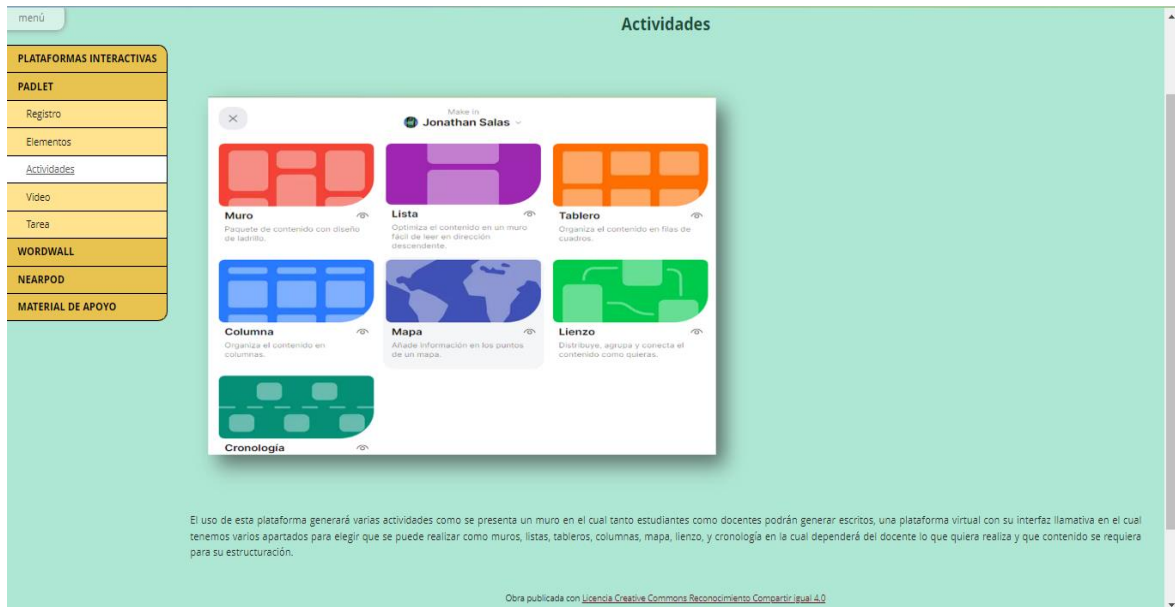 menú
Actividades
PLATAFORMAS INTERACTIVAS
PADLET
Registro
Elementos
Actividades
Video
Tarea
WORDWALL
NEARPOD
MATERIAL DE APOYO
Make in
Jonathan Salas
Muro
Paquete de contenido con diseño
de ladrillo.
Lista
Optimiza el contenido en un muro
fácil de leer en dirección
descendente.
Tablero
Organiza el contenido en filas de
cuadros.
Columna
Organiza el contenido en
columnas.
Mapa
Añade información en los puntos
de un mapa.
Lienzo
Distribuye, agrupa y conecta el
contenido como quieras.
Cronología
El uso de esta plataforma generará varias actividades como se presenta un muro en el cual tanto estudiantes como docentes podrán generar escritos, una plataforma virtual con su interfaz llamativa en el cual
tenemos varios apartados para elegir que se puede realizar como muros, listas, tableros, columnas, mapa, lienzo, y cronología en la cual dependerá del docente lo que quiera realiza y que contenido se requiera
para su estructuración.
Obra publicada con Licencia Creative Commons Reconocimiento Compartir igual 4.0